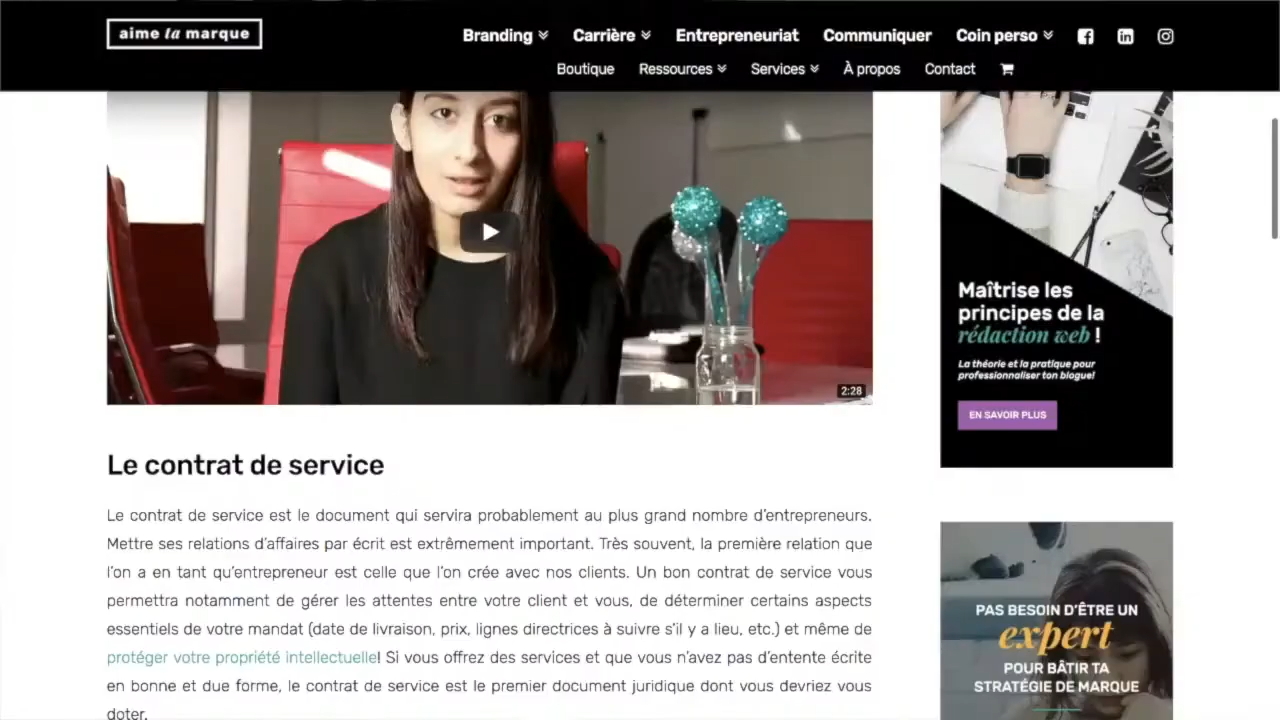 aime la marque
Branding Carrière Entrepreneuriat Communiquer Coin perso
Boutique Ressources Services À propos Contact
2:28
Le contrat de service
Le contrat de service est le document qui servira probablement au plus grand nombre d'entrepreneurs.
Mettre ses relations d'affaires par écrit est extrêmement important. Très souvent, la première relation que
l'on a en tant qu'entrepreneur est celle que l'on crée avec nos clients. Un bon contrat de service vous
permettra notamment de gérer les attentes entre votre client et vous, de déterminer certains aspects
essentiels de votre mandat (date de livraison, prix, lignes directrices à suivre s'il y a lieu, etc.) et même de
protéger votre propriété intellectuelle! Si vous offrez des services et que vous n'avez pas d'entente écrite
en bonne et due forme, le contrat de service est le premier document juridique dont vous devriez vous
doter.
Maîtrise les
principes de la
rédaction web !
La théorie et la pratique pour
professionnaliser ton blogue!
EN SAVOIR PLUS
PAS BESOIN D'ÊTRE UN
expert
POUR BÂTIR TA
STRATÉGIE DE MARQUE